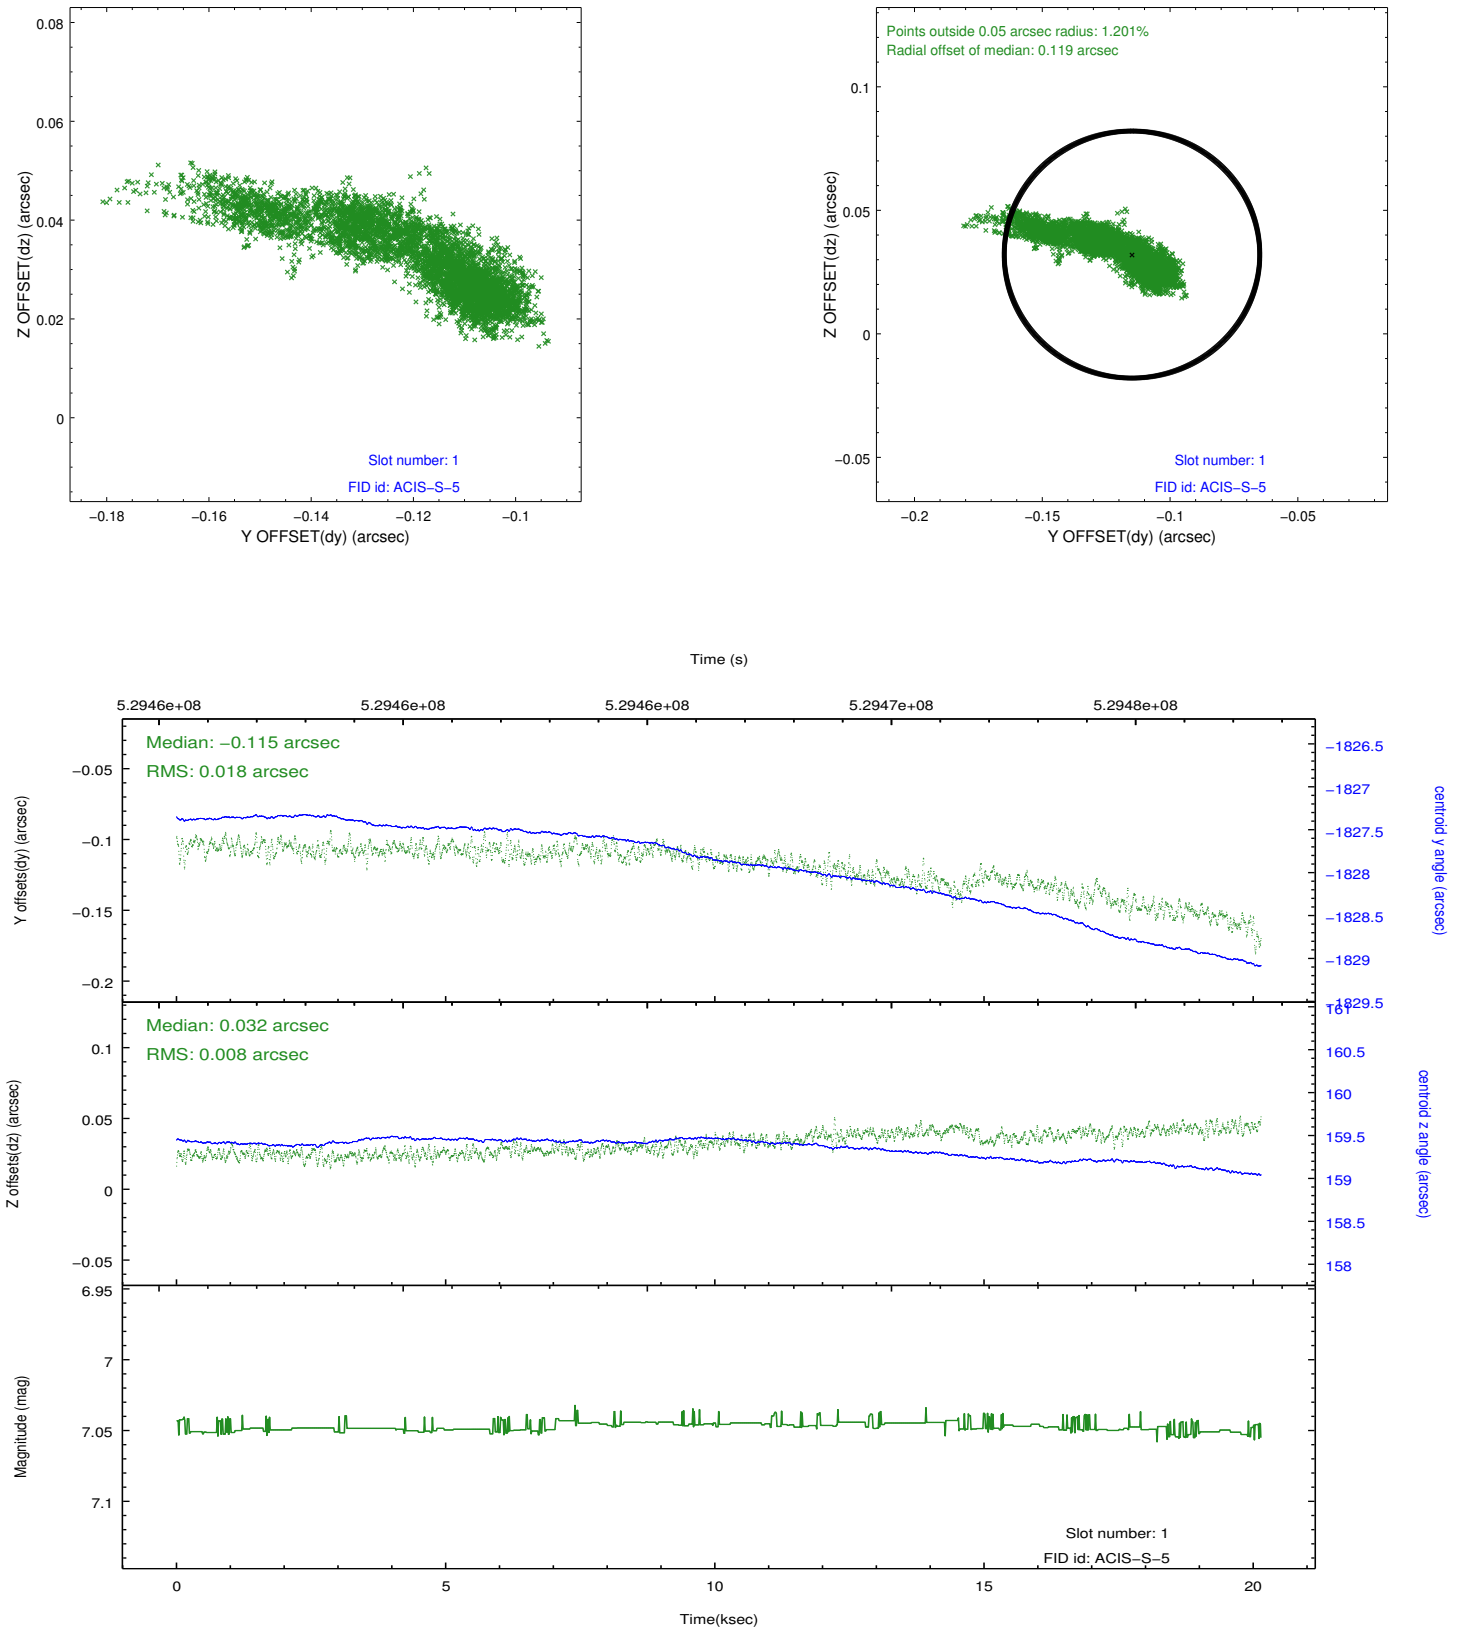 0.08
0.06
0.04
0.02
0
Z OFFSET(dz) (arcsec)
Slot number: 1
FID id: ACIS−S−5
−0.18
−0.16
−0.14
−0.12
−0.1
Y OFFSET(dy) (arcsec)
Points outside 0.05 arcsec radius: 1.201%
Radial offset of median: 0.119 arcsec
0.1
0.05
0
−0.05
Z OFFSET(dz) (arcsec)
Slot number: 1
FID id: ACIS−S−5
−0.2
−0.15
−0.1
−0.05
Y OFFSET(dy) (arcsec)
Time (s)
5.2946e+08
5.2946e+08
5.2946e+08
5.2947e+08
5.2948e+08
Median: −0.115 arcsec
RMS: 0.018 arcsec
−0.05
−0.1
−0.15
−0.2
Y offsets(dy) (arcsec)
−1826.5
−1827
−1827.5
−1828
−1828.5
−1829
−1829.5
centroid y angle (arcsec)
Median: 0.032 arcsec
RMS: 0.008 arcsec
0.1
0.05
0
−0.05
Z offsets(dz) (arcsec)
161
160.5
160
159.5
159
158.5
158
centroid z angle (arcsec)
6.95
7
7.05
7.1
Magnitude (mag)
Slot number: 1
FID id: ACIS−S−5
0
5
10
15
20
Time(ksec)